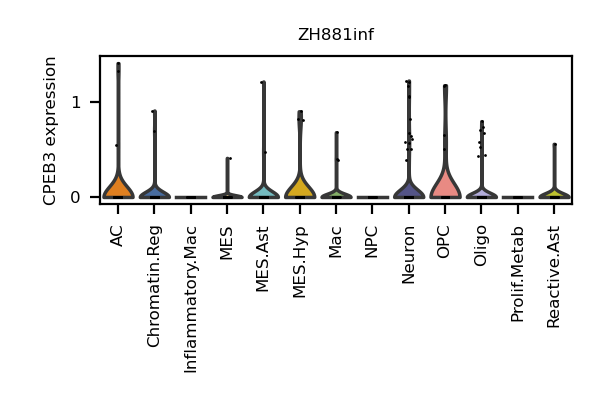 ZH881inf
CPEB3 expression
1
0
AC
Chromatin.Reg
Inflammatory.Mac
MES
MES.Ast
MES.Hyp
Mac
NPC
Neuron
OPC
Oligo
Prolif.Metab
Reactive.Ast